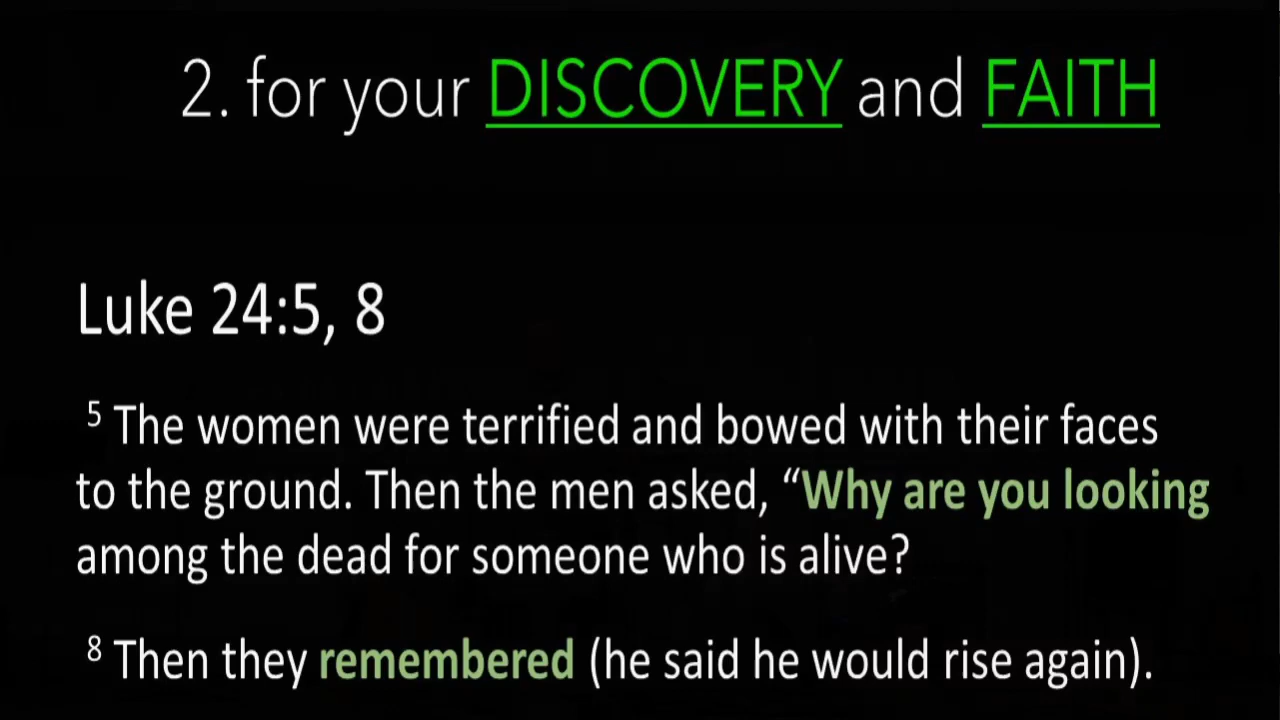 2. for your DISCOVERY and FAITH
Luke 24:5, 8
⁵ The women were terrified and bowed with their faces
to the ground. Then the men asked, “Why are you looking
among the dead for someone who is alive?
⁸ Then they remembered (he said he would rise again).